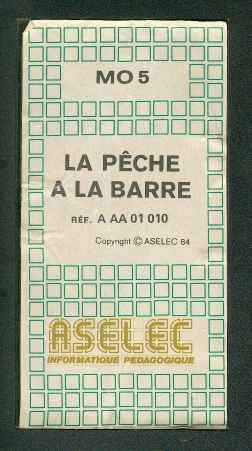 MO 5
LA PÊCHE
A LA BARRE
RÉF. A AA 01 010
Copyright © ASELEC 84
ASELEC
INFORMATIQUE PEDAGOGIQUE